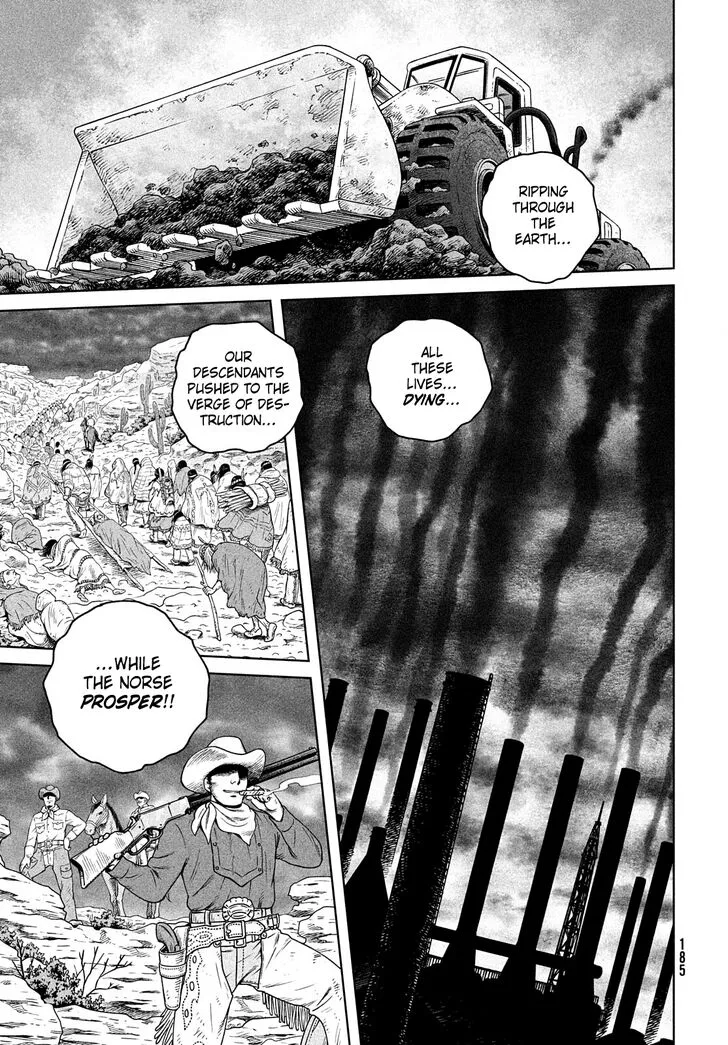 RIPPING
THROUGH
THE
EARTH...
ALL
THESE
LIVES...
DYING...
OUR
DESCENDANTS
PUSHED TO THE
VERGE OF DES-
TRUCTION...
...WHILE
THE NORSE
PROSPER!!
185